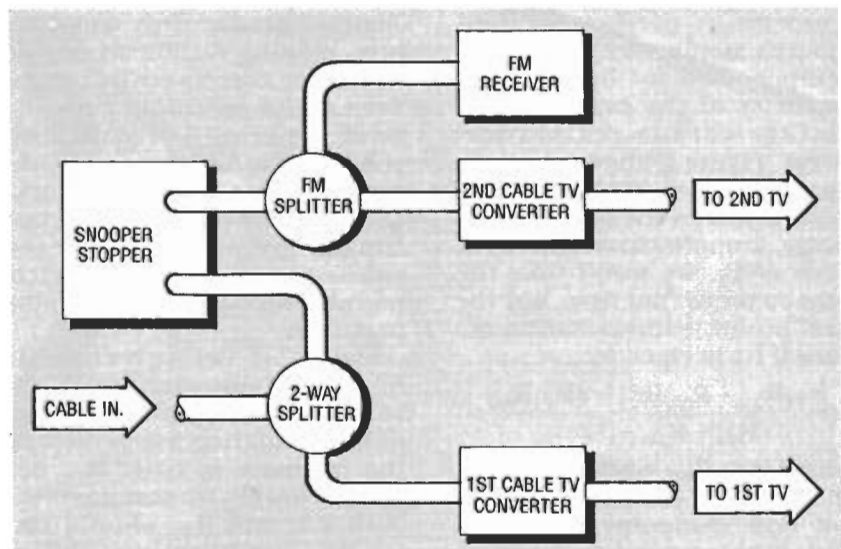 FM
RECEIVER
FM
SPLITTER
2ND CABLE TV
CONVERTER
TO 2ND TV
SNOOPER
STOPPER
CABLE IN.
2-WAY
SPLITTER
1ST CABLE TV
CONVERTER
TO 1ST TV